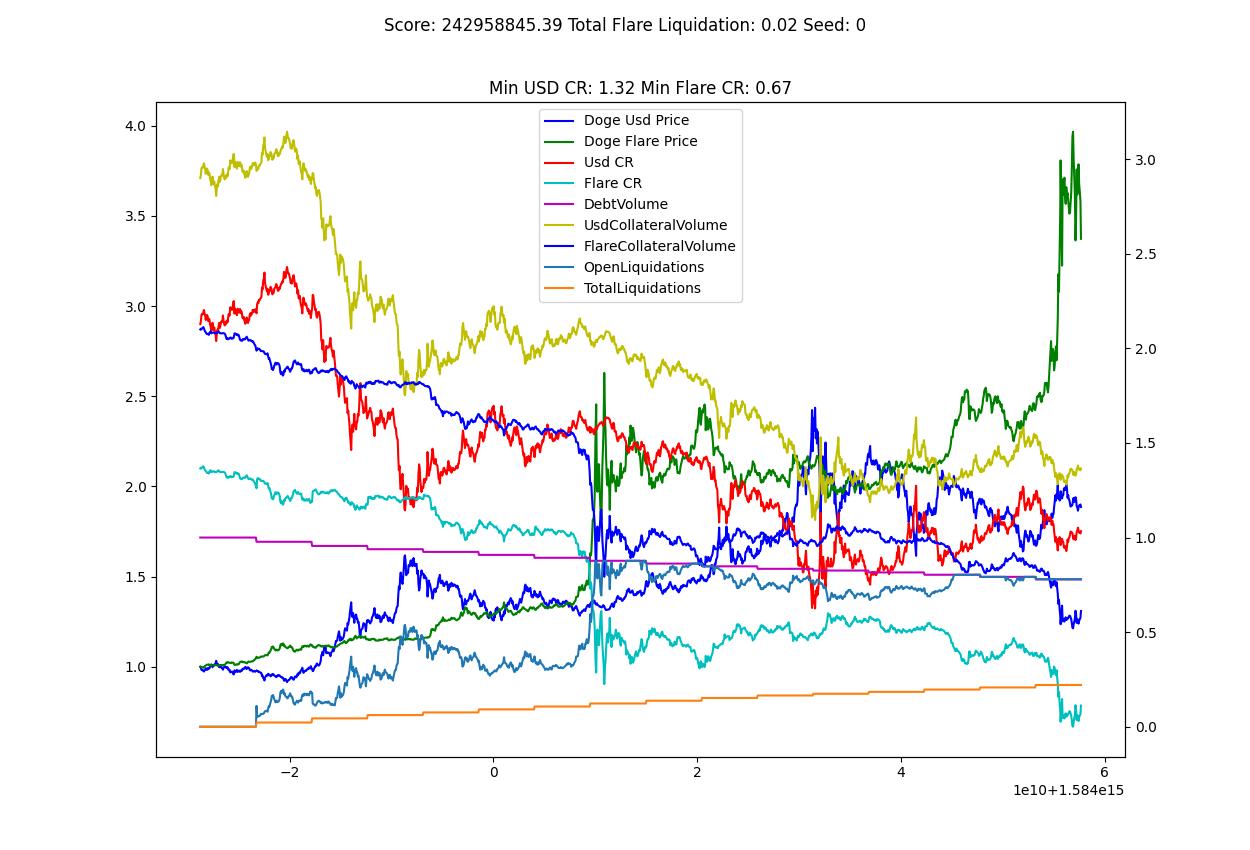 Score: 242958845.39 Total Flare Liquidation: 0.02 Seed: 0
Min USD CR: 1.32 Min Flare CR: 0.67
Doge Usd Price
Doge Flare Price
Usd CR
Flare CR
DebtVolume
UsdCollateralVolume
FlareCollateralVolume
OpenLiquidations
TotalLiquidations
4.0
3.5
3.0
2.5
2.0
1.5
1.0
3.0
2.5
2.0
1.5
1.0
0.5
0.0
−2
0
2
4
6
1e10+1.584e15